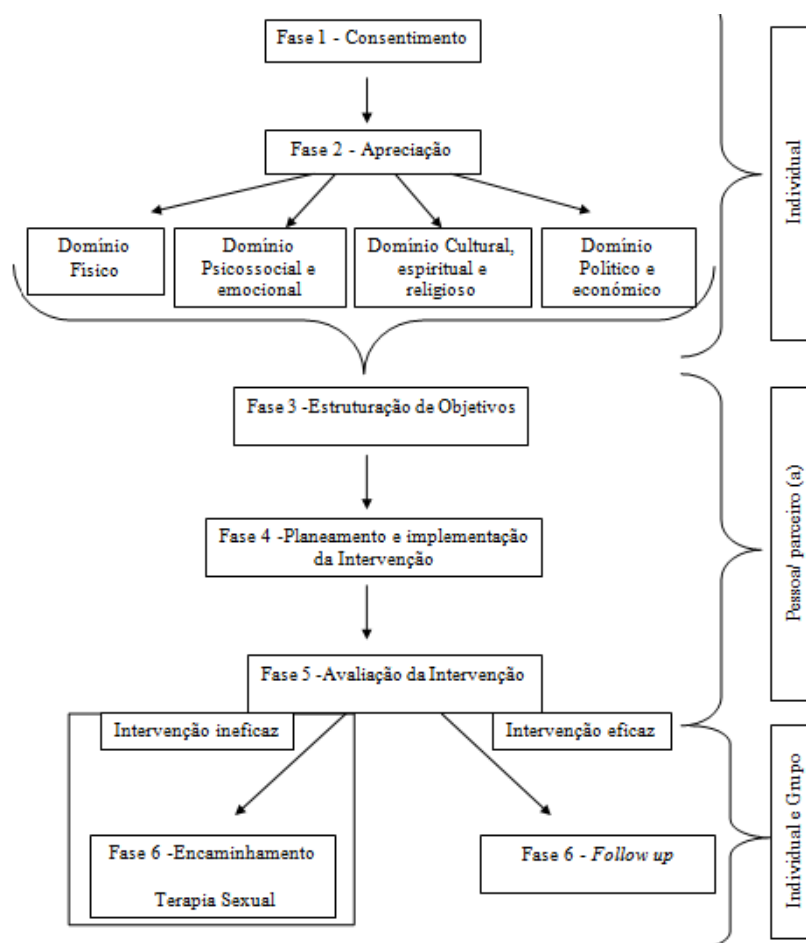 Fase 1 - Consentimento
Fase 2 - Apreciação
Domínio
Físico
Domínio
Psicossocial e
emocional
Domínio Cultural,
espiritual e
religioso
Domínio
Político e
económico
Individual
Fase 3 -Estruturação de Objetivos
Fase 4 -Planeamento e implementação
da Intervenção
Fase 5 -Avaliação da Intervenção
Pessoa/ parceiro (a)
Intervenção ineficaz
Intervenção eficaz
Fase 6 -Encaminhamento
Terapia Sexual
Fase 6 - Follow up
Individual e Grupo